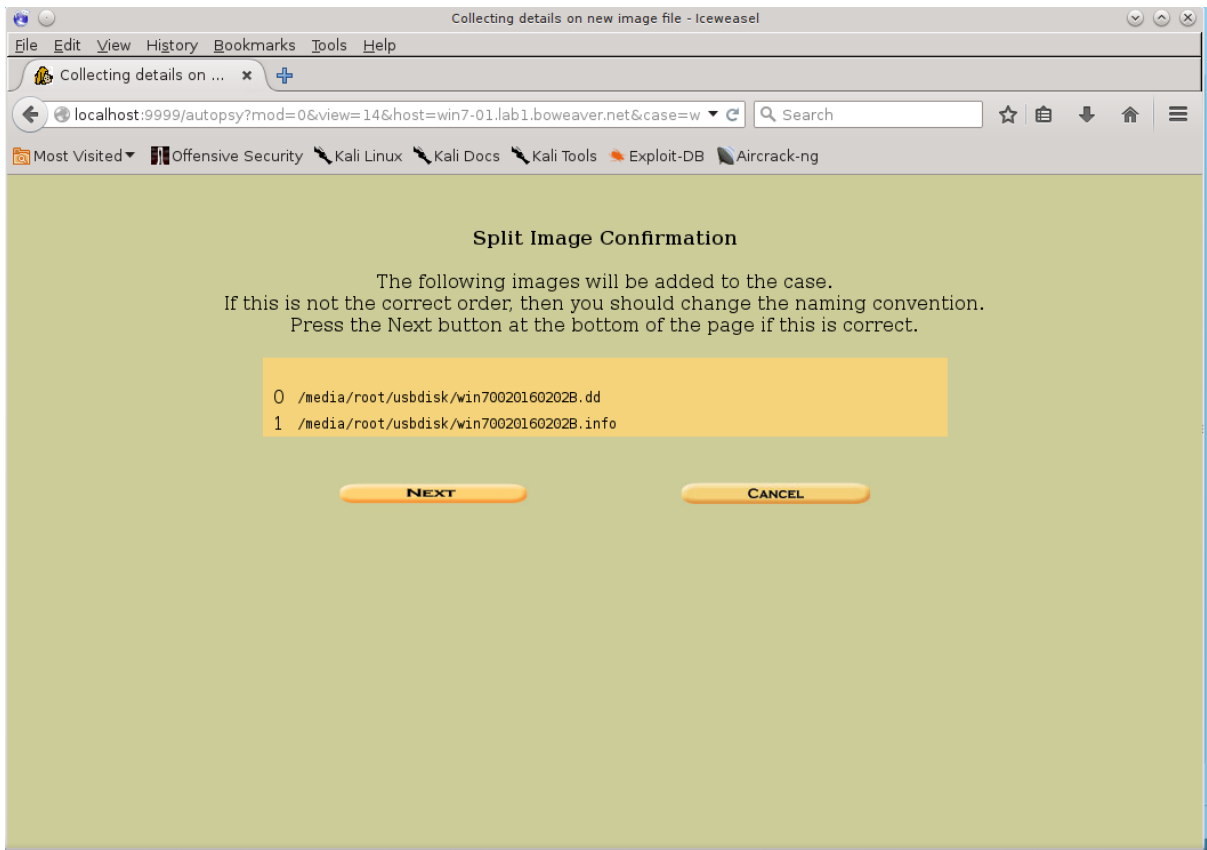 Collecting details on new image file - Iceweasel
File Edit View History Bookmarks Tools Help
Collecting details on ...
localhost:9999/autopsy?mod=0&view=14&host=win7-01.lab1.boweaver.net&case=w Search
Most Visited Offensive Security Kali Linux Kali Docs Kali Tools Exploit-DB Aircrack-ng
Split Image Confirmation
The following images will be added to the case.
If this is not the correct order, then you should change the naming convention.
Press the Next button at the bottom of the page if this is correct.
0 /media/root/usbdisk/win70020160202B.dd
1 /media/root/usbdisk/win70020160202B.info
NEXT CANCEL